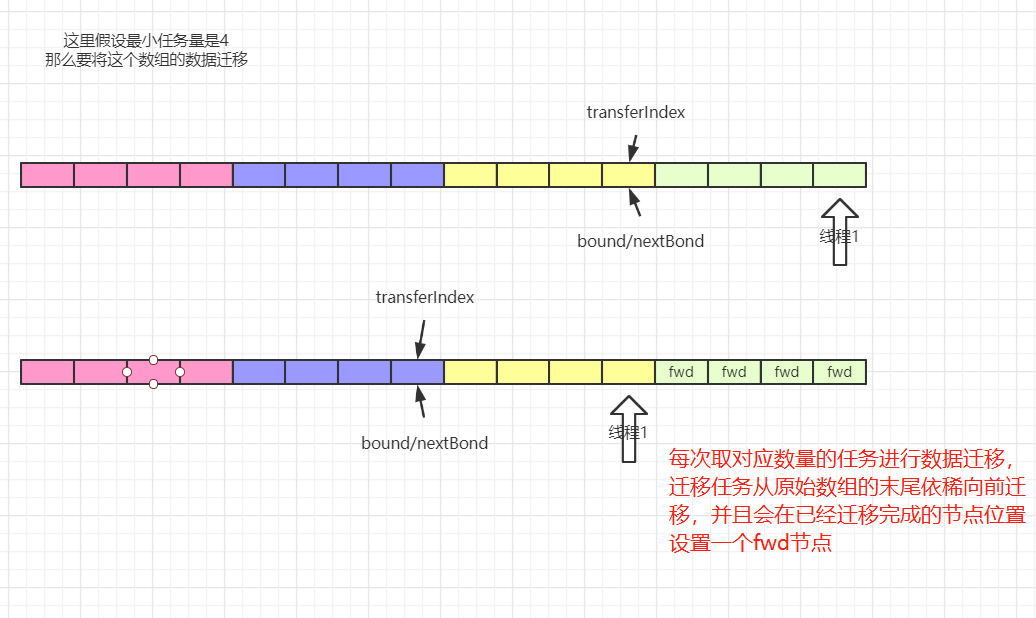 这里假设最小任务量是4
那么要将这个数组的数据迁移
transferIndex
bound/nextBond
线程1
transferIndex
fwd fwd fwd fwd
bound/nextBond
线程1
每次取对应数量的任务进行数据迁移，
迁移任务从原始数组的末尾依稀向前迁
移，并且会在已经迁移完成的节点位置
设置一个fwd节点